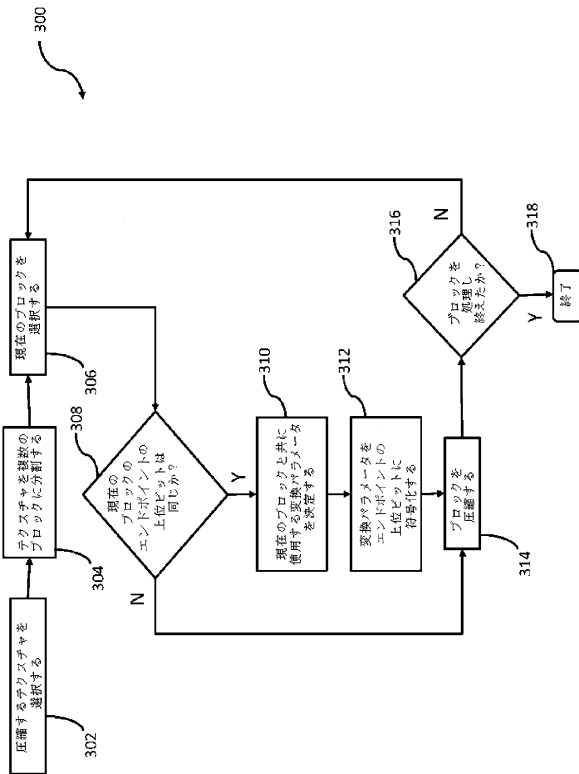 300
圧縮するテクスチャを
選択する
302
テクスチャを複数の
ブロックに分割する
304
現在のブロックを
選択する
306
308
現在の
ブロックの
エンドポイントの
上位ビットは
同じか?
Y
N
310
現在のブロックと共に
使用する変換パラメータ
を決定する
312
変換パラメータを
エンドポイントの
上位ビットに
符号化する
ブロックを
圧縮する
314
316
ブロックを
処理し
終えたか?
N
Y
318
終了